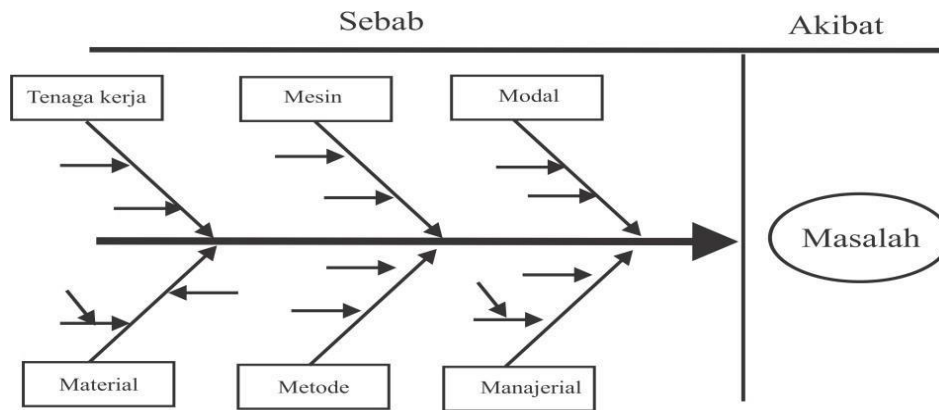 Sebab
Akibat
Tenaga kerja
Mesin
Modal
Masalah
Material
Metode
Manajerial